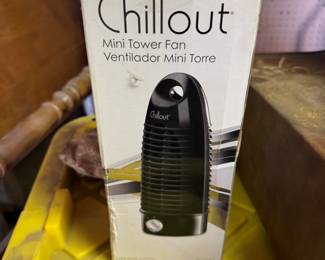 Chillout
Mini Tower Fan
Ventilador Mini Torre
Chillout